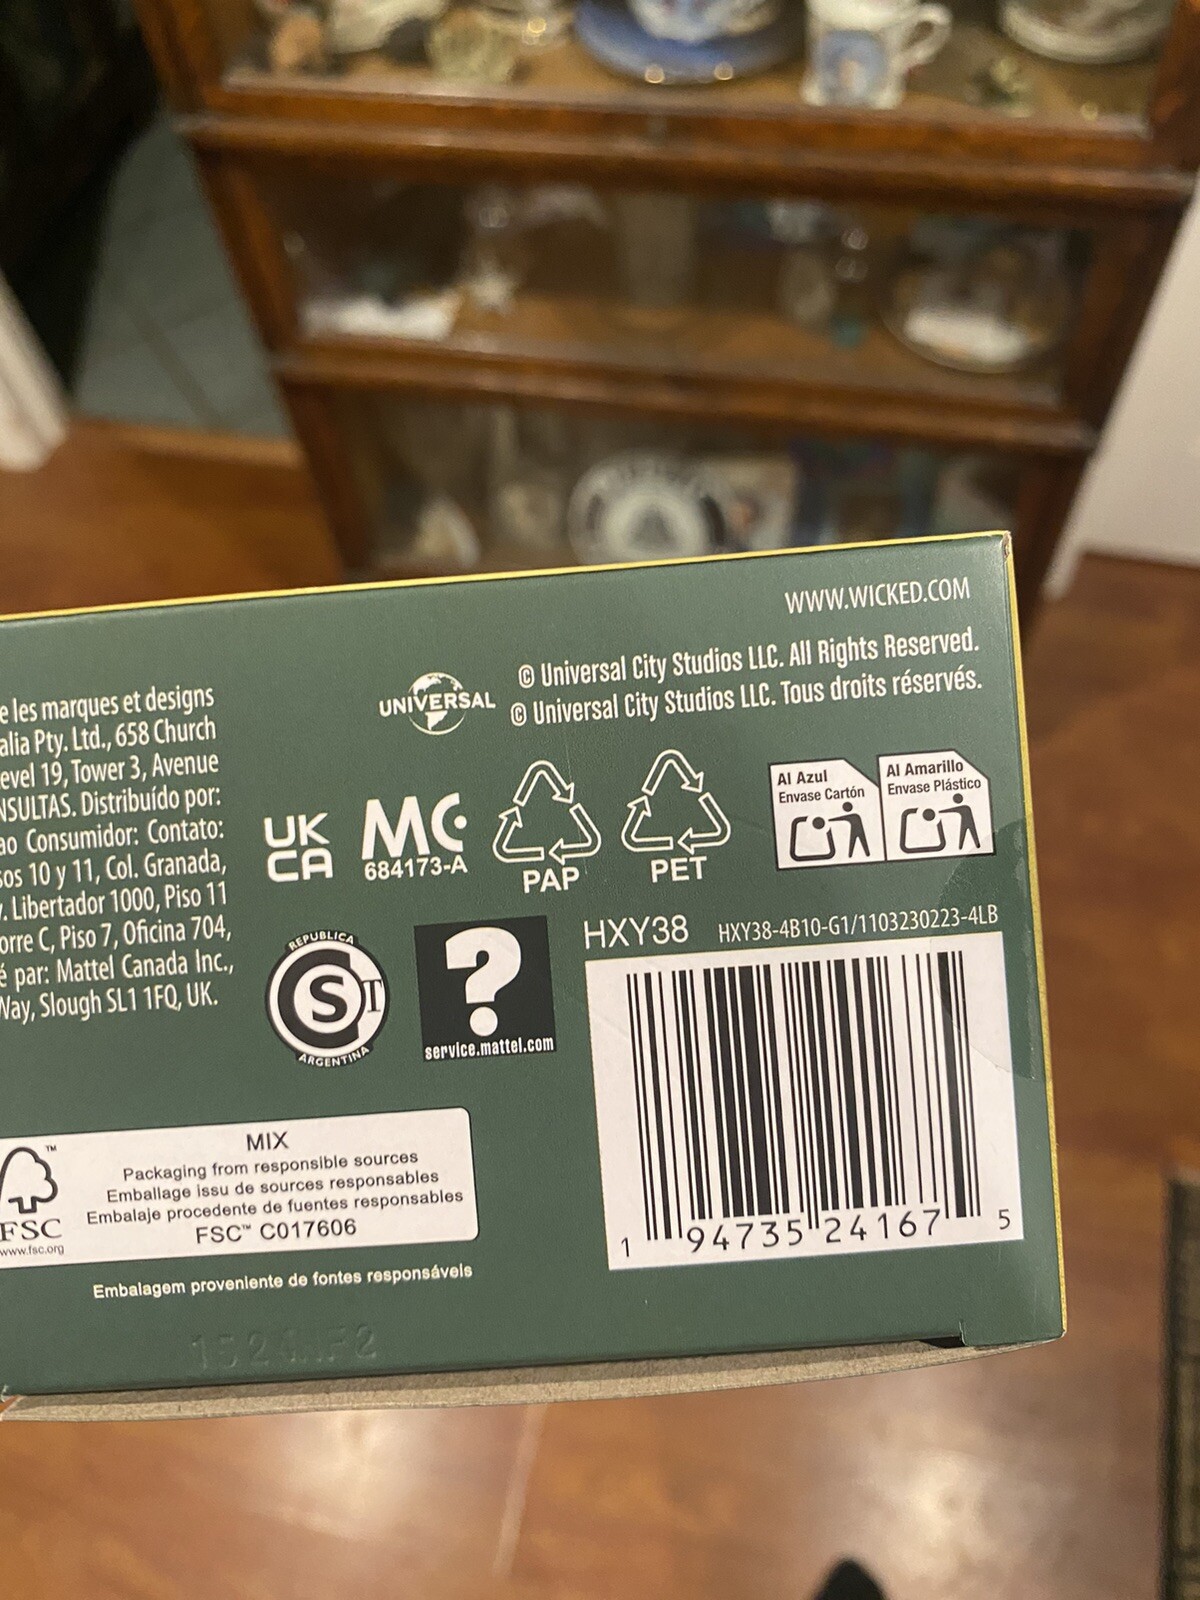 WWW.WICKED.COM
© Universal City Studios LLC. All Rights Reserved.
© Universal City Studios LLC. Tous droits réservés.
UNIVERSAL
e les marques et designs
alia Pty. Ltd., 658 Church
evel 19, Tower 3, Avenue
NSULTAS. Distribuído por:
ao Consumidor: Contato:
sos 10 y 11, Col. Granada,
. Libertador 1000, Piso 11
orre C, Piso 7, Oficina 704,
é par: Mattel Canada Inc.,
Way, Slough SL1 1FQ, UK.
UK
CA
MC
684173-A
PAP
PET
Al Azul
Envase Cartón
Al Amarillo
Envase Plástico
REPUBLICA
S T
ARGENTINA
?
service.mattel.com
HXY38
HXY38-4B10-G1/1103230223-4LB
1 94735 24167 5
FSC™
www.fsc.org
MIX
Packaging from responsible sources
Emballage issu de sources responsables
Embalaje procedente de fuentes responsables
FSC™ C017606
Embalagem proveniente de fontes responsáveis